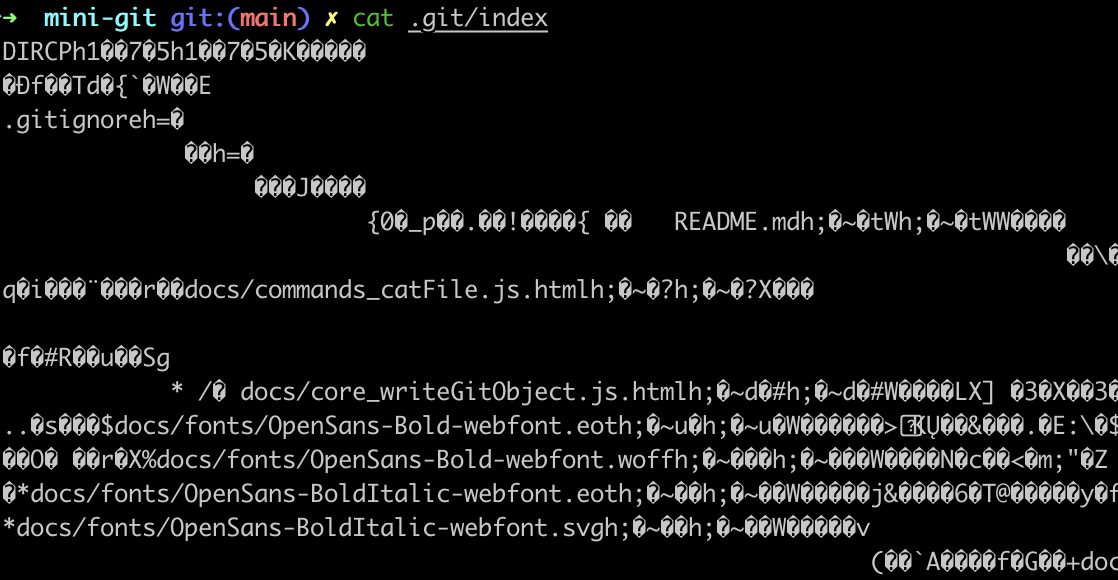 → mini-git git:(main) ✗ cat .git/index
DIRCPh1��7�5h1��7�5�K�����
�Ðf��Td�{`�W��E
.gitignoreh=�
��h=�
���J����
{0�_p��.��!����{ �� README.mdh;�~�tWh;�~�tWW����
��\�
q�i���¨���r��docs/commands_catFile.js.htmlh;�~�?h;�~�?X���
�f�#R��u��Sg
* /� docs/core_writeGitObject.js.htmlh;�~d�#h;�~d�#W����LX] �3�X��3�
..�s���$docs/fonts/OpenSans-Bold-webfont.eoth;�~u�h;�~u�W������>KŲ��&���.�E:\�$
��O� ��r�X%docs/fonts/OpenSans-Bold-webfont.woffh;�~���h;�~���W����N�c��<�m;"�Z
�*docs/fonts/OpenSans-BoldItalic-webfont.eoth;�~��h;�~��W�����j&����6�T@�����y�f
*docs/fonts/OpenSans-BoldItalic-webfont.svgh;�~��h;�~��W�����v
(��`A����f�G��+doc